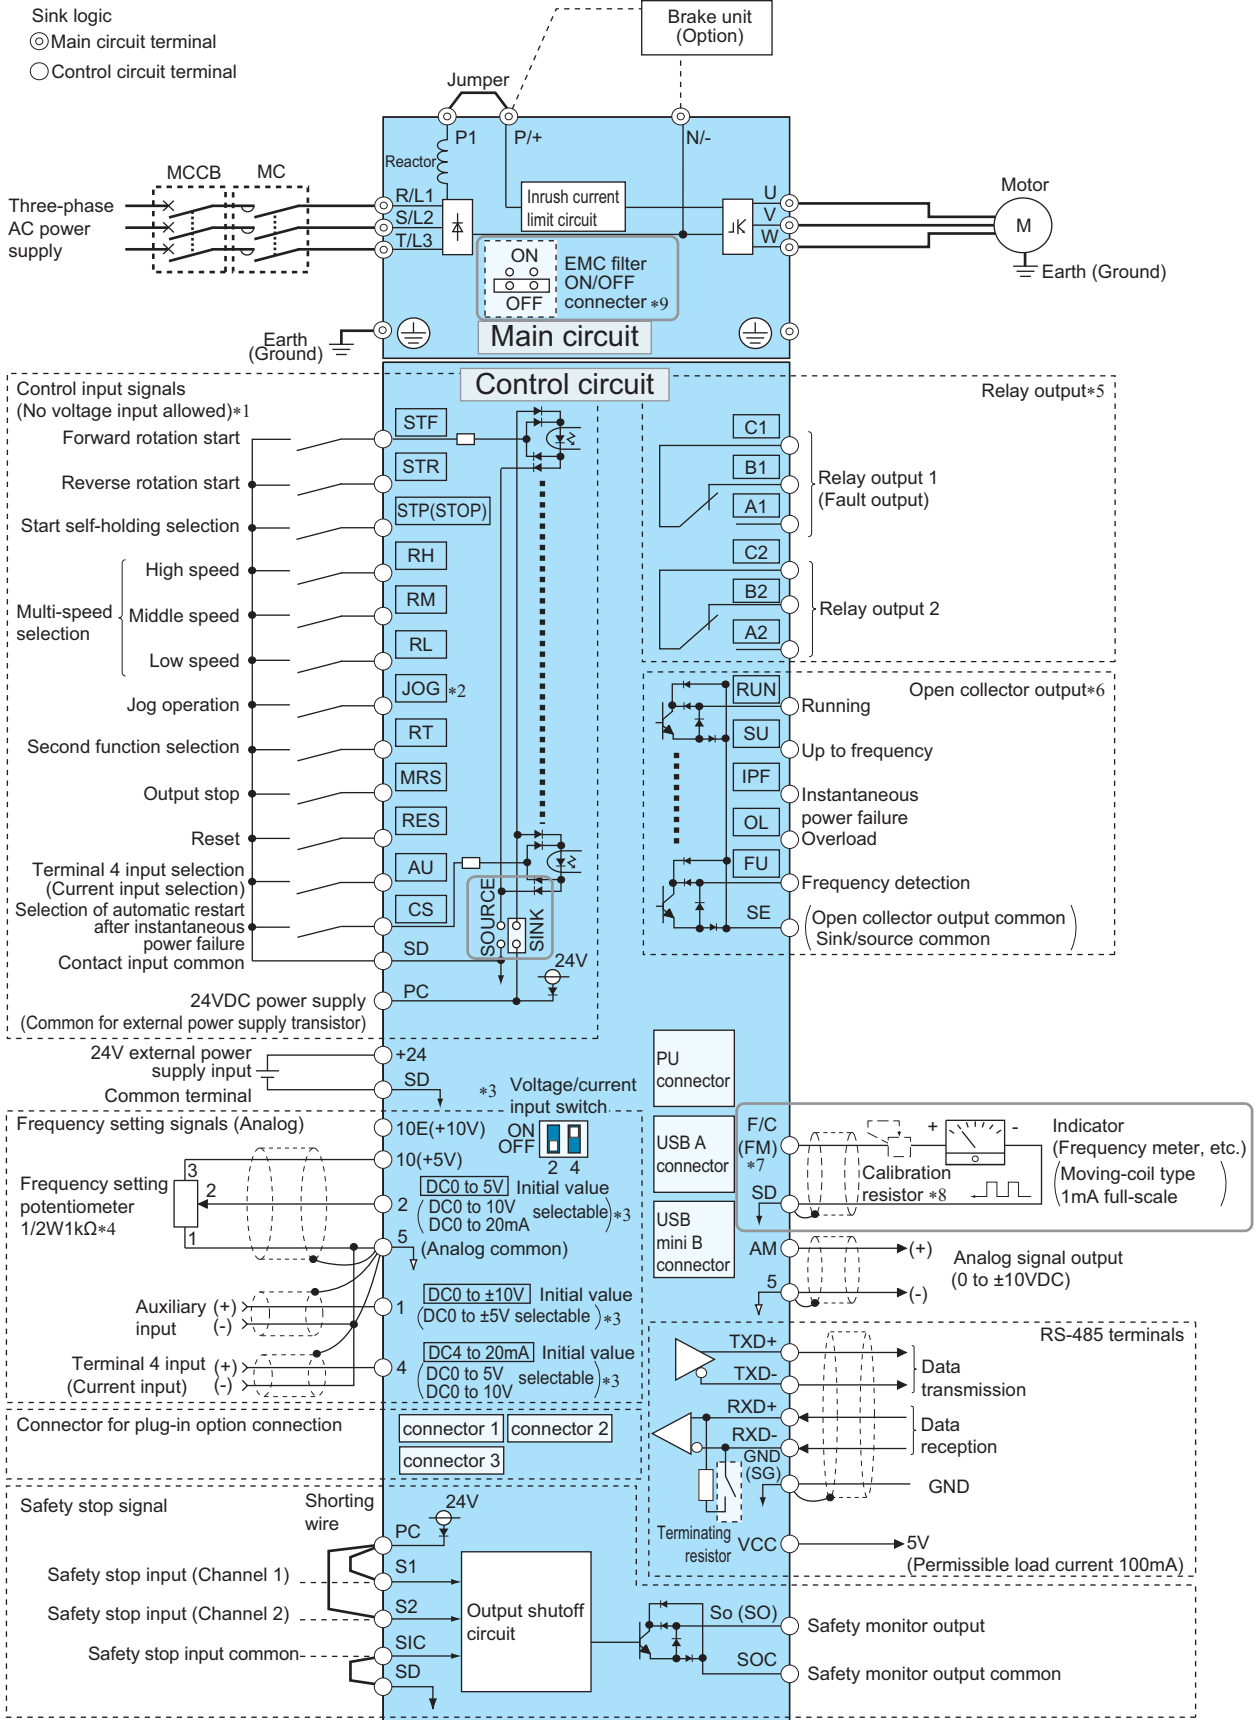 Sink logic
Main circuit terminal
Control circuit terminal
Brake unit
(Option)
Jumper
P1
P/+
N/-
Reactor
MCCB
MC
Three-phase
AC power
supply
R/L1
S/L2
T/L3
Inrush current
limit circuit
U
V
W
Motor
M
Earth (Ground)
ON
OFF
EMC filter
ON/OFF
connecter *9
Earth
(Ground)
Main circuit
Control circuit
Control input signals
(No voltage input allowed)*1
Forward rotation start
STF
Reverse rotation start
STR
Start self-holding selection
STP(STOP)
Multi-speed
selection
High speed
RH
Middle speed
RM
Low speed
RL
Jog operation
JOG *2
Second function selection
RT
Output stop
MRS
Reset
RES
Terminal 4 input selection
(Current input selection)
AU
Selection of automatic restart
after instantaneous
power failure
CS
Contact input common
SD
SOURCE
SINK
24V
24VDC power supply
(Common for external power supply transistor)
PC
Relay output*5
C1
B1
A1
Relay output 1
(Fault output)
C2
B2
A2
Relay output 2
Open collector output*6
RUN
Running
SU
Up to frequency
IPF
Instantaneous
power failure
OL
Overload
FU
Frequency detection
SE
(Open collector output common
Sink/source common)
24V external power
supply input
+24
Common terminal
SD
*3 Voltage/current
input switch
ON
OFF
2 4
Frequency setting signals (Analog)
10E(+10V)
10(+5V)
Frequency setting
potentiometer
1/2W1kΩ*4
3
2
1
2
DC0 to 5V Initial value
(DC0 to 10V
DC0 to 20mA selectable)*3
5
(Analog common)
Auxiliary
input
(+)
(-)
1
DC0 to ±10V Initial value
(DC0 to ±5V selectable)*3
Terminal 4 input
(Current input)
(+)
(-)
4
DC4 to 20mA Initial value
(DC0 to 5V
DC0 to 10V selectable)*3
PU
connector
USB A
connector
USB
mini B
connector
F/C
(FM)
*7
SD
Calibration
resistor *8
+
-
Indicator
(Frequency meter, etc.)
(Moving-coil type
1mA full-scale)
AM
(+)
5
(-)
Analog signal output
(0 to ±10VDC)
RS-485 terminals
TXD+
TXD-
Data
transmission
RXD+
RXD-
Data
reception
GND
(SG)
GND
Terminating
resistor
VCC
5V
(Permissible load current 100mA)
Connector for plug-in option connection
connector 1
connector 2
connector 3
Safety stop signal
Shorting
wire
24V
PC
Safety stop input (Channel 1)
S1
Safety stop input (Channel 2)
S2
Safety stop input common
SIC
SD
Output shutoff
circuit
So (SO)
Safety monitor output
SOC
Safety monitor output common